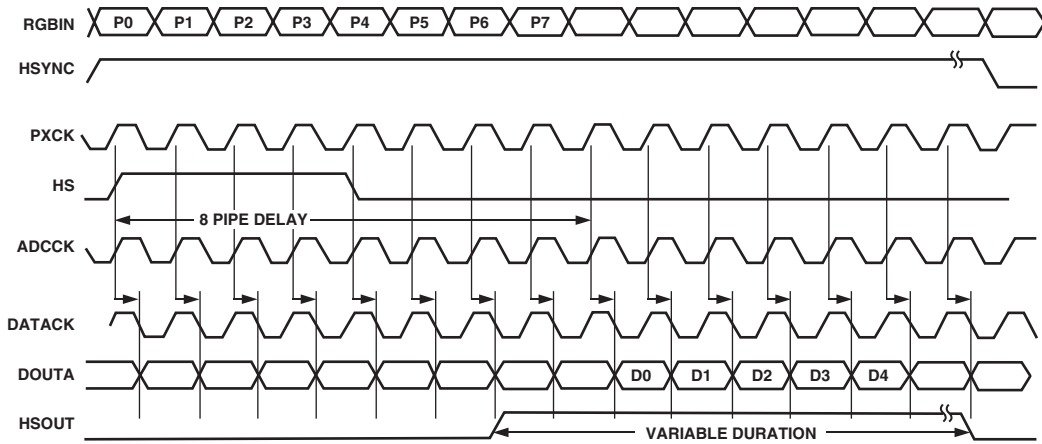 RGBIN P0 P1 P2 P3 P4 P5 P6 P7
HSYNC
PXCK
HS
8 PIPE DELAY
ADCCK
DATACK
DOUTA D0 D1 D2 D3 D4
HSOUT VARIABLE DURATION